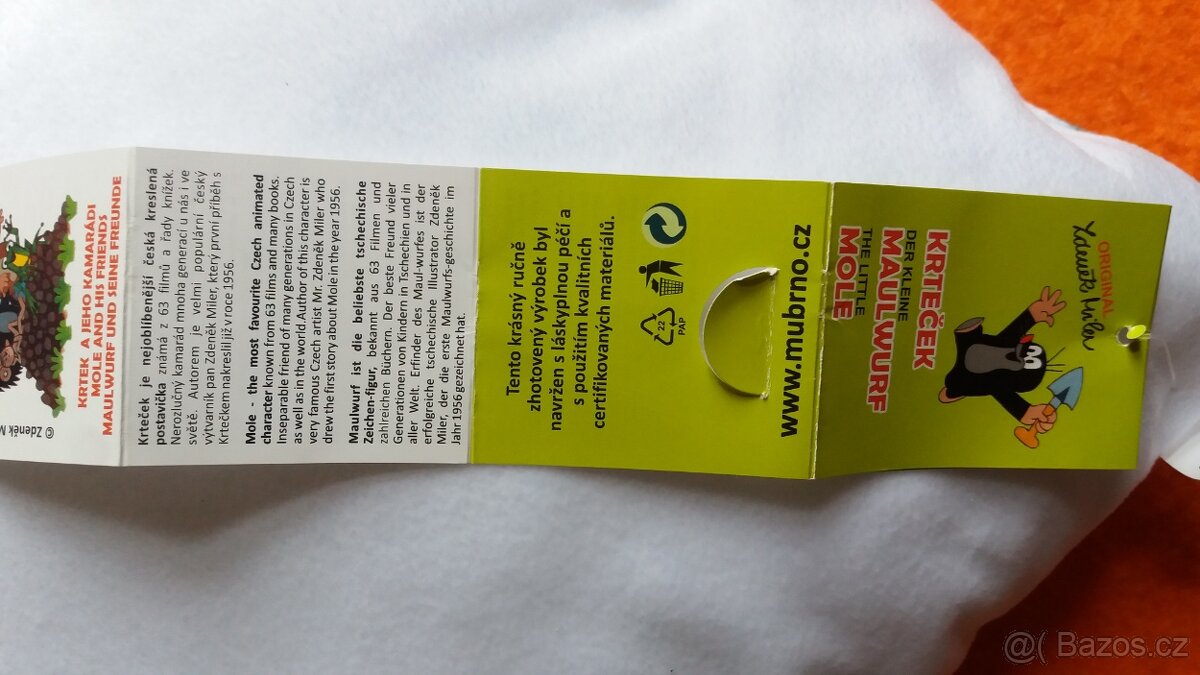 KRTEK A JEHO KAMARÁDI
MOLE AND HIS FRIENDS
MAULWURF UND SEINE FREUNDE
© Zdeněk M
Krteček je nejoblíbenější česká kreslená
postavička známá z 63 filmů a řady knížek.
Nerozlučný kamarád mnoha generací u nás i ve
světě. Autorem je velmi populární český
výtvarník pan Zdeněk Miler, který první příběh s
Krtečkem nakreslil již v roce 1956.
Mole - the most favourite Czech animated
character known from 63 films and many books.
Inseparable friend of many generations in Czech
as well as in the world.Author of this character is
very famous Czech artist Mr. Zdeněk Miler who
drew the first story about Mole in the year 1956.
Maulwurf ist die beliebteste tschechische
Zeichen-figur, bekannt aus 63 Filmen und
zahlreichen Büchern. Der beste Freund vieler
Generationen von Kindern in Tschechien und in
aller Welt. Erfinder des Maul-wurfes ist der
erfolgreiche tschechische Illustrator Zdeněk
Miler, der die erste Maulwurfs-geschichte im
Jahr 1956 gezeichnet hat.
Tento krásný ručně
zhotovený výrobek byl
navržen s láskyplnou péčí a
s použitím kvalitních
certifikovaných materiálů.
22
PAP
www.mubrno.cz
KRTEČEK
DER KLEINE
MAULWURF
THE LITTLE
MOLE
ORIGINAL
Zdeněk Miler
Bazos.cz